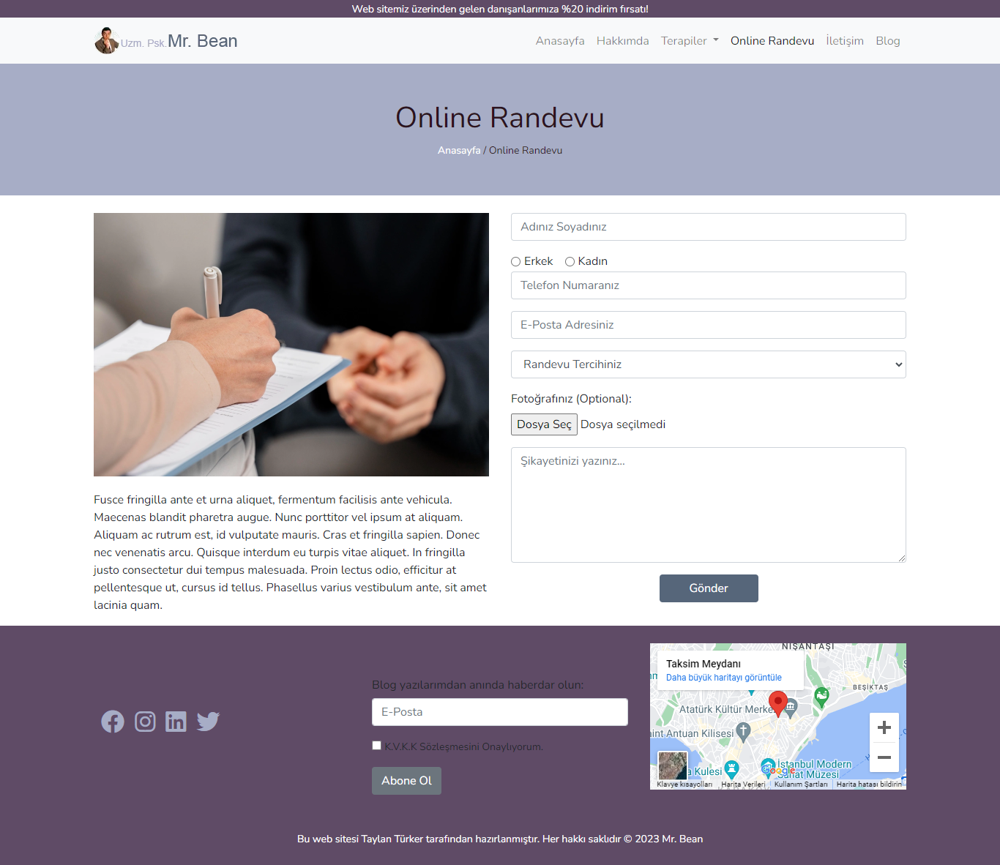 Web sitemiz üzerinden gelen danışanlarımıza %20 indirim fırsatı!
Uzm. Psk. Mr. Bean
Anasayfa Hakkımda Terapiler Online Randevu İletişim Blog
Online Randevu
Anasayfa / Online Randevu
Adınız Soyadınız
Erkek Kadın
Telefon Numaranız
E-Posta Adresiniz
Randevu Tercihiniz
Fotoğrafınız (Optional):
Dosya Seç Dosya seçilmedi
Şikayetinizi yazınız...
Gönder
Fusce fringilla ante et urna aliquet, fermentum facilisis ante vehicula.
Maecenas blandit pharetra augue. Nunc porttitor vel ipsum at aliquam.
Aliquam ac rutrum est, id vulputate mauris. Cras et fringilla sapien. Donec
nec venenatis arcu. Quisque interdum eu turpis vitae aliquet. In fringilla
justo consectetur dui tempus malesuada. Proin lectus odio, efficitur at
pellentesque ut, cursus id tellus. Phasellus varius vestibulum ante, sit amet
lacinia quam.
Blog yazılarımdan anında haberdar olun:
E-Posta
K.V.K.K Sözleşmesini Onaylıyorum.
Abone Ol
NİŞANTAŞI
Taksim Meydanı
Daha büyük haritayı görüntüle
BEŞİKTAŞ
Atatürk Kültür Merke
int Antuan Kilisesi
a Kulesi
İstanbul Modern
Sanat Müzesi
Google
Klavye kısayolları Harita Verileri Kullanım Şartları Harita hatası bildirin
Bu web sitesi Taylan Türker tarafından hazırlanmıştır. Her hakkı saklıdır © 2023 Mr. Bean